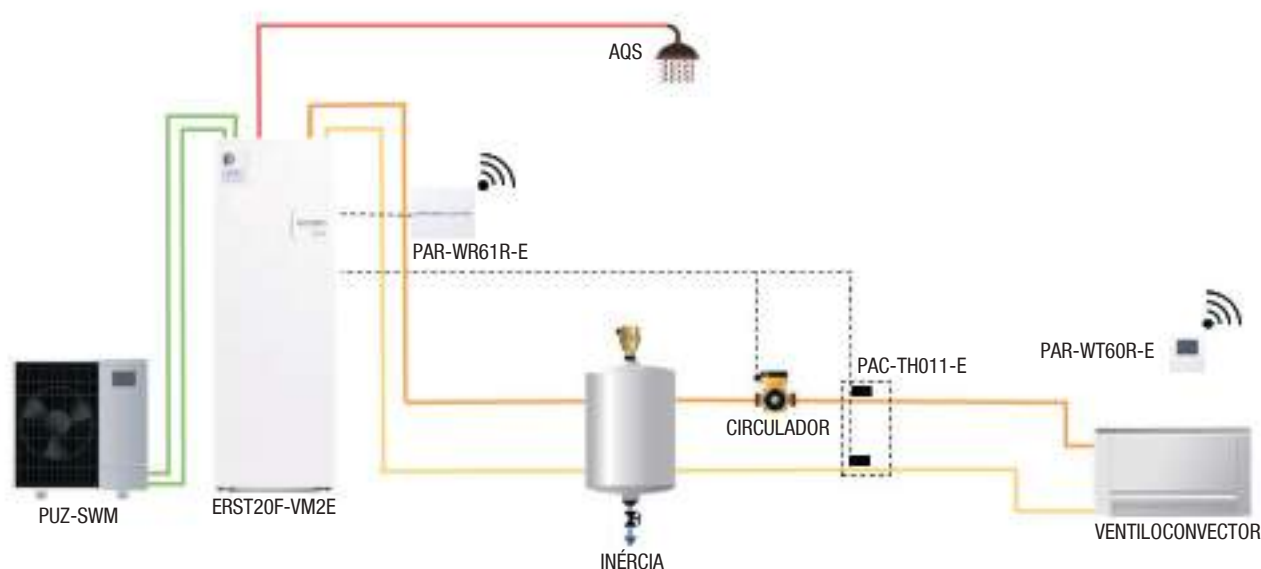 AQS
PAR-WR61R-E
PAR-WT60R-E
PAC-TH011-E
CIRCULADOR
PUZ-SWM
ERST20F-VM2E
INÉRCIA
VENTILOCONVECTOR